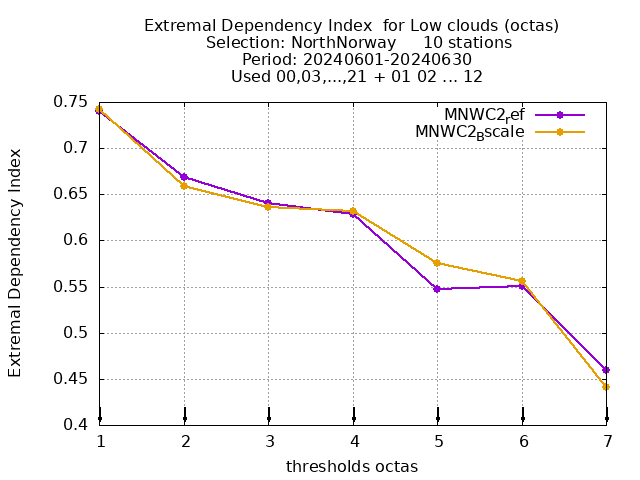 Extremal Dependency Index  for Low clouds (octas)
Selection: NorthNorway     10 stations
Period: 20240601-20240630
Used 00,03,...,21 + 01 02 ... 12
MNWC2ref
MNWC2Bscale
0.75
0.7
0.65
0.6
0.55
0.5
0.45
0.4
Extremal Dependency Index
1 2 3 4 5 6 7
thresholds octas